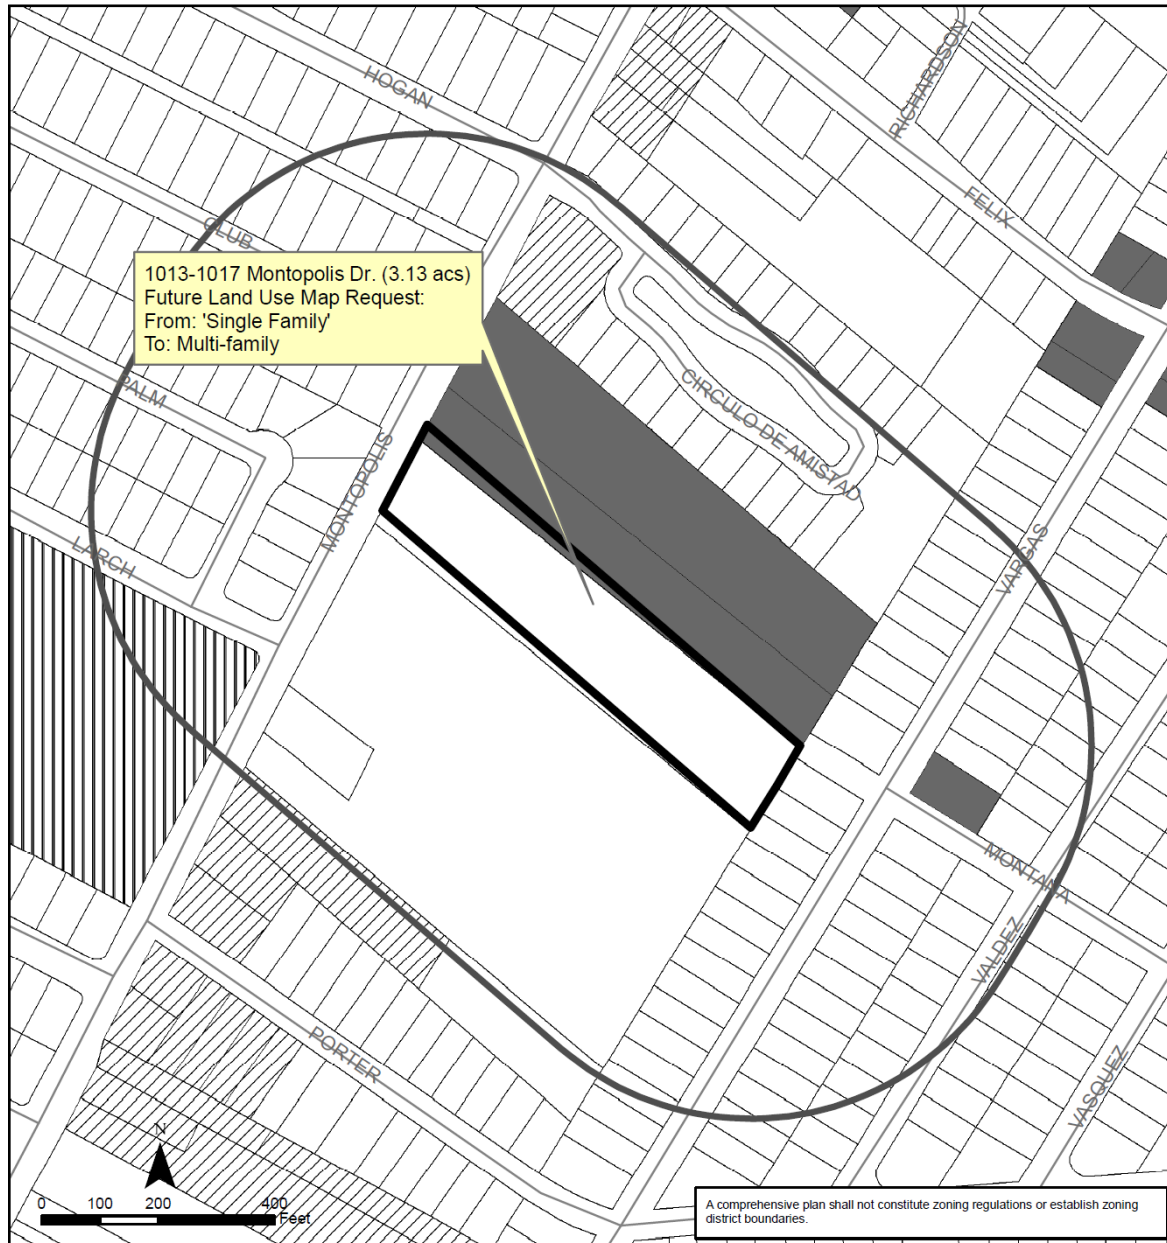 HOGAN
RICHARDSON
FELIX
CLUB
1013-1017 Montopolis Dr. (3.13 acs)
Future Land Use Map Request:
From: 'Single Family'
To: Multi-family
PALM
CIRCULO DE AMISTAD
MONTOPOLIS
LARCH
VARGAS
MONTANA
VALDEZ
PORTER
VASQUEZ
N
0 100 200 400
Feet
A comprehensive plan shall not constitute zoning regulations or establish zoning
district boundaries.